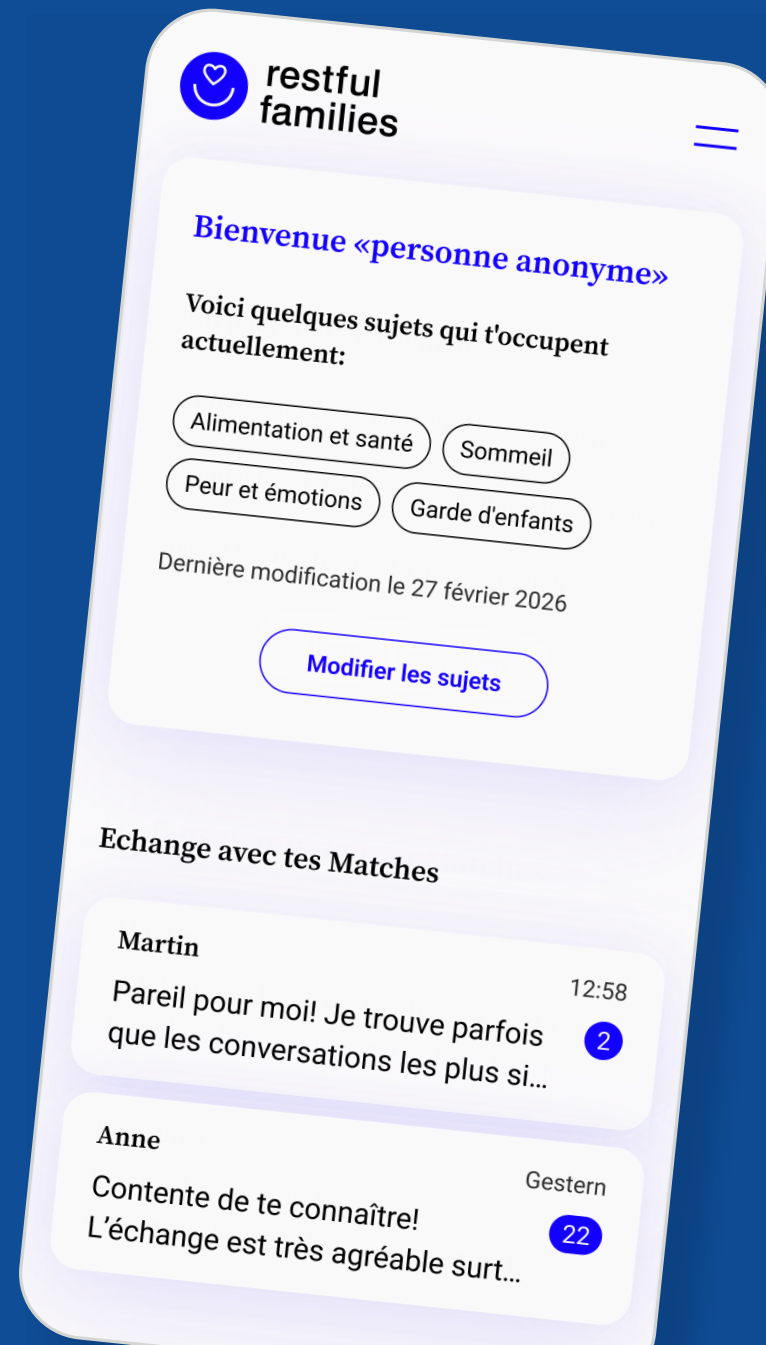 restful
families
Bienvenue «personne anonyme»
Voici quelques sujets qui t'occupent
actuellement:
Alimentation et santé
Sommeil
Peur et émotions
Garde d'enfants
Dernière modification le 27 février 2026
Modifier les sujets
Echange avec tes Matches
Martin
12:58
Pareil pour moi! Je trouve parfois
que les conversations les plus si...
2
Anne
Gestern
Contente de te connaître!
L’échange est très agréable surt...
22